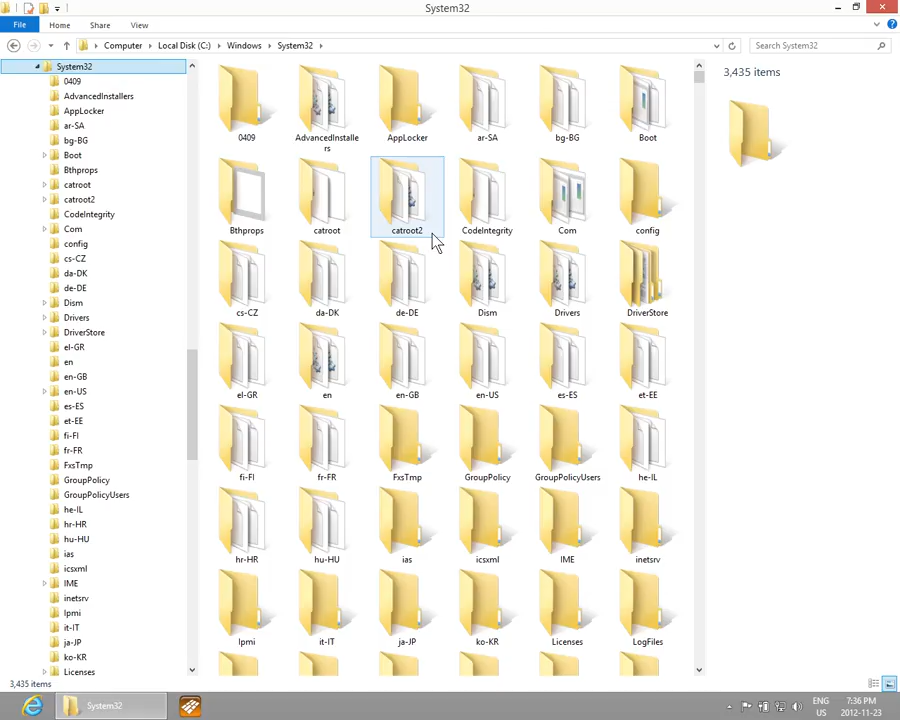 System32
File Home Share View
Computer Local Disk (C:) Windows System32
Search System32
System32
0409
AdvancedInstallers
AppLocker
ar-SA
bg-BG
Boot
Bthprops
catroot
catroot2
CodeIntegrity
Com
config
cs-CZ
da-DK
de-DE
Dism
Drivers
DriverStore
el-GR
en
en-GB
en-US
es-ES
et-EE
fi-FI
fr-FR
FxsTmp
GroupPolicy
GroupPolicyUsers
he-IL
hr-HR
hu-HU
ias
icsxml
IME
inetsrv
Ipmi
it-IT
ja-JP
ko-KR
Licenses
0409 AdvancedInstalle AppLocker ar-SA bg-BG Boot
rs
Bthprops catroot catroot2 CodeIntegrity Com config
cs-CZ da-DK de-DE Dism Drivers DriverStore
el-GR en en-GB en-US es-ES et-EE
fi-FI fr-FR FxsTmp GroupPolicy GroupPolicyUsers he-IL
hr-HR hu-HU ias icsxml IME inetsrv
Ipmi it-IT ja-JP ko-KR Licenses LogFiles
3,435 items
3,435 items
System32
ENG
US
7:36 PM
2012-11-23